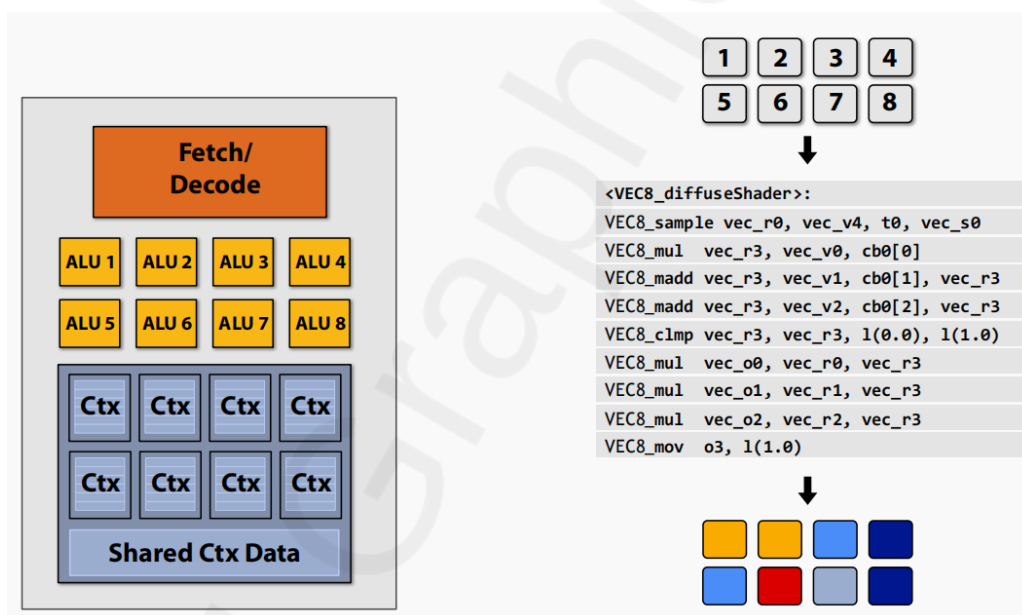 Fetch/
Decode
ALU 1 ALU 2 ALU 3 ALU 4
ALU 5 ALU 6 ALU 7 ALU 8
Ctx Ctx Ctx Ctx
Ctx Ctx Ctx Ctx
Shared Ctx Data
1 2 3 4
5 6 7 8
<VEC8_diffuseShader>:
VEC8_sample vec_r0, vec_v4, t0, vec_s0
VEC8_mul vec_r3, vec_v0, cb0[0]
VEC8_madd vec_r3, vec_v1, cb0[1], vec_r3
VEC8_madd vec_r3, vec_v2, cb0[2], vec_r3
VEC8_clmp vec_r3, vec_r3, l(0.0), l(1.0)
VEC8_mul vec_o0, vec_r0, vec_r3
VEC8_mul vec_o1, vec_r1, vec_r3
VEC8_mul vec_o2, vec_r2, vec_r3
VEC8_mov o3, l(1.0)